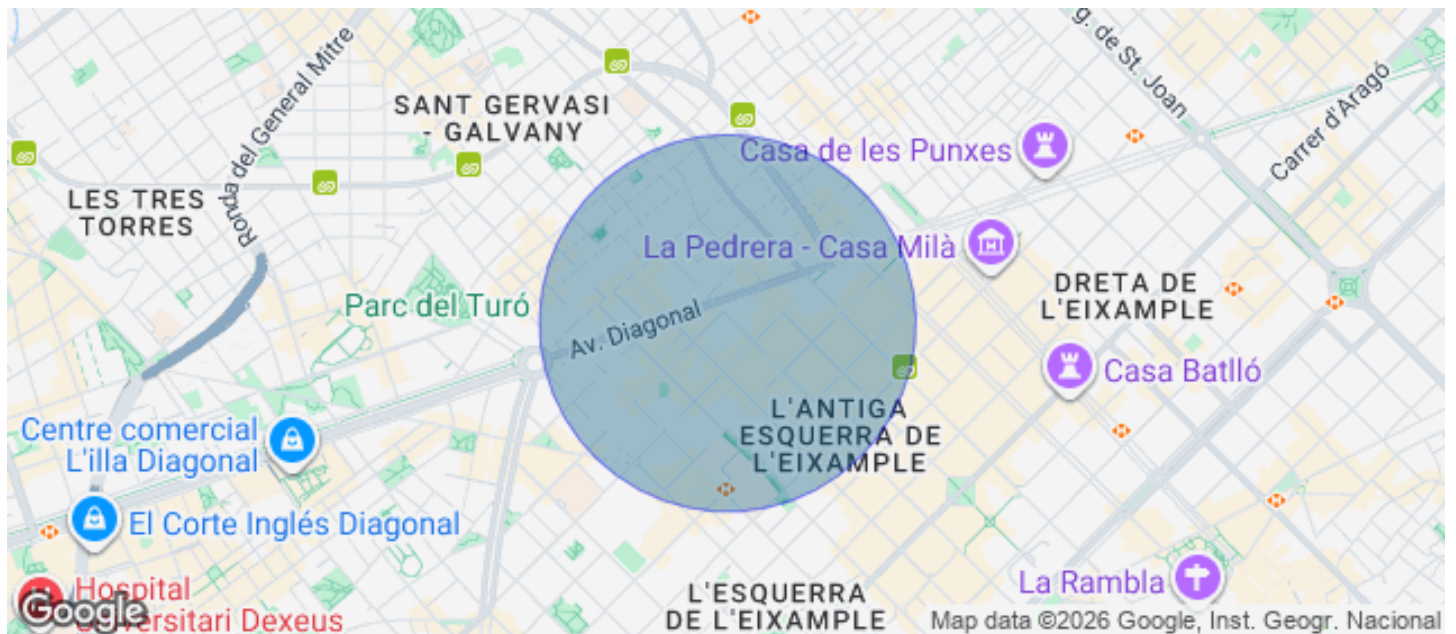 SANT GERVASI
- GALVANY
Ronda del General Mitre
g. de St. Joan
Carrer d'Aragó
Casa de les Punxes
LES TRES
TORRES
La Pedrera - Casa Milà
DRETA DE
L'EIXAMPLE
Parc del Turó
Av. Diagonal
Casa Batlló
L'ANTIGA
ESQUERRA DE
L'EIXAMPLE
Centre comercial
L'illa Diagonal
El Corte Inglés Diagonal
Hospital
Universitari Dexeus
L'ESQUERRA
DE L'EIXAMPLE
La Rambla
Google
Map data ©2026 Google, Inst. Geogr. Nacional